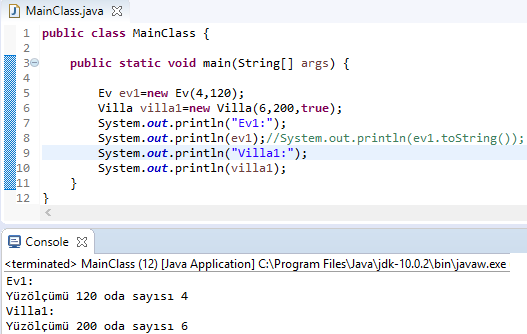 MainClass.java
1 public class MainClass {
2
3 public static void main(String[] args) {
4
5 Ev ev1=new Ev(4,120);
6 Villa villa1=new Villa(6,200,true);
7 System.out.println("Ev1:");
8 System.out.println(ev1);//System.out.println(ev1.toString());
9 System.out.println("Villa1:");
10 System.out.println(villa1);
11 }
12 }
Console
<terminated> MainClass (12) [Java Application] C:\Program Files\Java\jdk-10.0.2\bin\javaw.exe
Ev1:
Yüzölçümü 120 oda sayısı 4
Villa1:
Yüzölçümü 200 oda sayısı 6